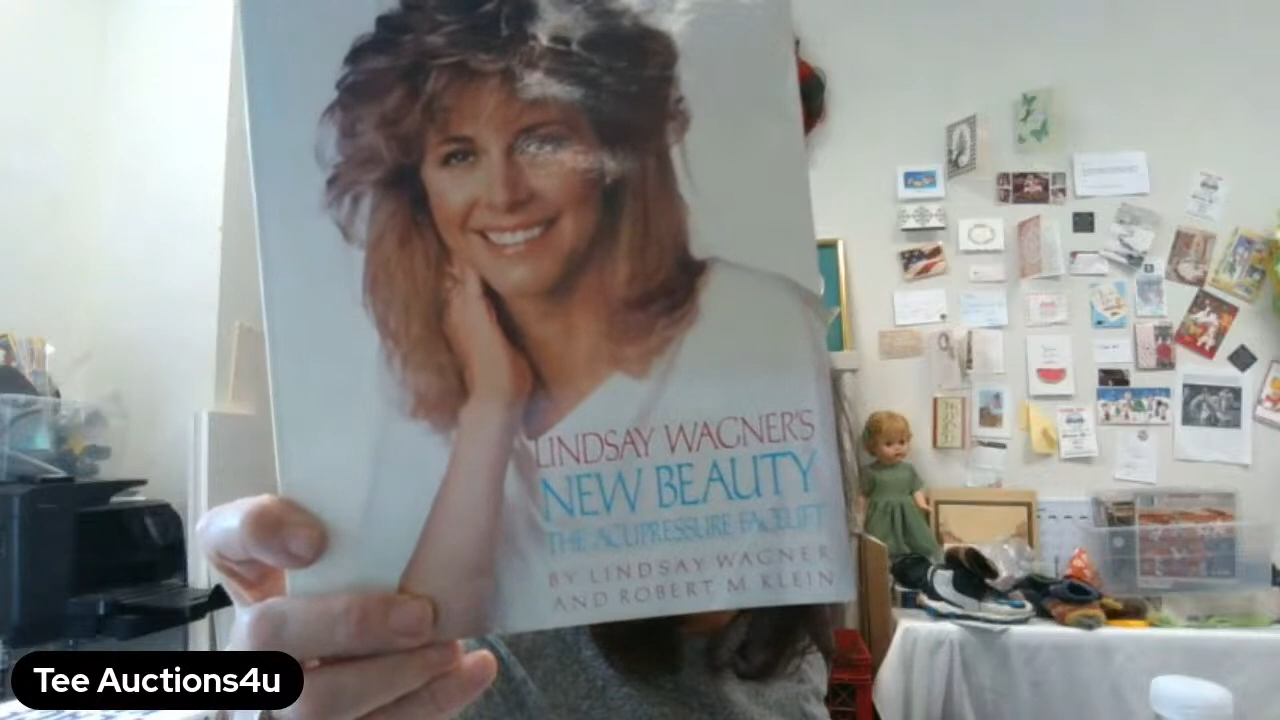 LINDSAY WAGNER'S
NEW BEAUTY
THE ACUPRESSURE FACELIFT
BY LINDSAY WAGNER
AND ROBERT M. KLEIN
Tee Auctions4u